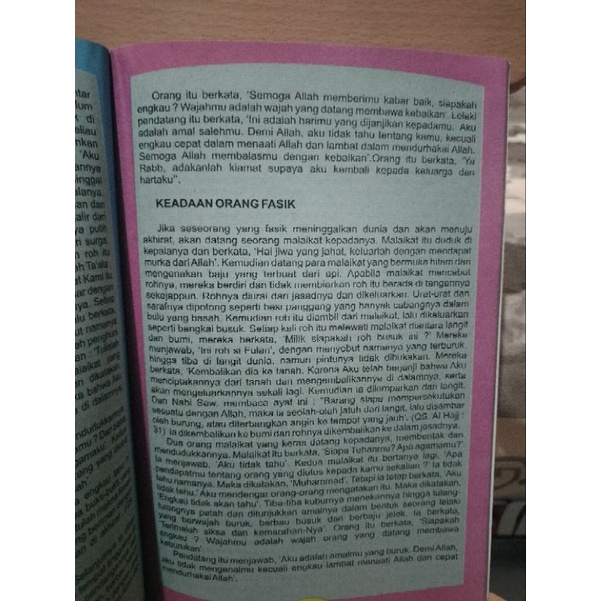 Orang itu berkata, 'Semoga Allah memberimu kabar baik, siapakah
engkau ? Wajahmu adalah wajah yang datang membawa kebaikan' Lelaki
pendatang itu berkata, 'Ini adalah harimu yang dijanjikan kepadamu. Aku
adalah amal salehmu. Demi Allah, aku tidak tahu tentang kamu, kecuali
engkau cepat dalam menaati Allah dan lambat dalam mendurhakai Allah.
Semoga Allah membalasmu dengan kebaikan'.Orang itu berkata, 'Ya
Rabb, adakanlah kiamat supaya aku kembali kepada keluarga dan
hartaku".
KEADAAN ORANG FASIK
Jika seseorang yang fasik meninggalkan dunia dan akan menuju
akhirat, akan datang seorang malaikat kepadanya. Malaikat itu duduk di
kepalanya dan berkata, 'Hai jiwa yang jahat, keluarlah dengan mendapat
murka dari Allah'. Kemudian datang para malaikat yang bermuka hitam dan
mengenakan baju yang terbuat dari api. Apabila malaikat mencabut
rohnya, mereka berdiri dan tidak membiarkan roh itu berada di tangannya
sekejappun. Rohnya diurai dari jasadnya dan dikeluarkan. Urat-urat dan
sarafnya dipotong seperti besi panggang yang banyak cabangnya dalam
bulu yang basah. Kemudian roh itu diambil dari malaikat, lalu dikeluarkan
seperti bangkai busuk. Setiap kali roh itu melewati malaikat diantara langit
dan bumi, mereka berkata, 'Milik siapakah roh busuk ini ?' Mereka
menjawab, 'Ini roh si Fulan', dengan menyebut namanya yang terburuk,
hingga tiba di langit dunia, namun pintunya tidak dibukakan. Mereka
berkata, 'Kembalikan dia ke tanah. Karena Aku telah berjanji bahwa Aku
menciptakannya dari tanah dan mengembalikannya di dalamnya, serta
akan mengeluarkannya sekali lagi. Kemudian ia dilemparkan dari langit.
Dan Nabi Saw. membaca ayat ini : "Barang siapa mempersekutukan
sesuatu dengan Allah, maka ia seolah-olah jatuh dari langit, lalu disambar
oleh burung, atau diterbangkan angin ke tempat yang jauh". (QS. Al Hajj :
31) Ia dikembalikan ke bumi dan rohnya dikembalikan ke dalam jasadnya.
Dua orang malaikat yang keras datang kepadanya, membentak dan
mendudukkannya. Malaikat itu berkata, 'Siapa Tuhanmu? Apa agamamu?'
Ia menjawab, 'Aku tidak tahu'. Kedua malaikat itu bertanya lagi, 'Apa
pendapatmu tentang orang yang diutus kepada kamu sekalian ?' Ia tidak
tahu namanya. Maka dikatakan, 'Muhammad'. Tetapi ia tetap berkata, 'Aku
tidak tahu.' Aku mendengar orang-orang mengatakan itu. Maka dikatakan,
'Engkau tidak akan tahu'. Tiba-tiba kuburnya menekannya hingga tulang-
tulangnya patah dan ditunjukkan amalnya dalam bentuk seorang lelaki
yang berwajah buruk, berbau busuk dan berbaju jelek. Ia berkata,
'Terimalah siksa dan kemarahan-Nya'. Orang itu berkata, 'Siapakah
engkau ? Wajahmu adalah wajah orang yang datang membawa
keburukan'.
Pendatang itu menjawab, 'Aku adalah amalmu yang buruk. Demi Allah,
aku tidak mengenalmu kecuali engkau lambat menaati Allah dan cepat
mendurhakai Allah'.